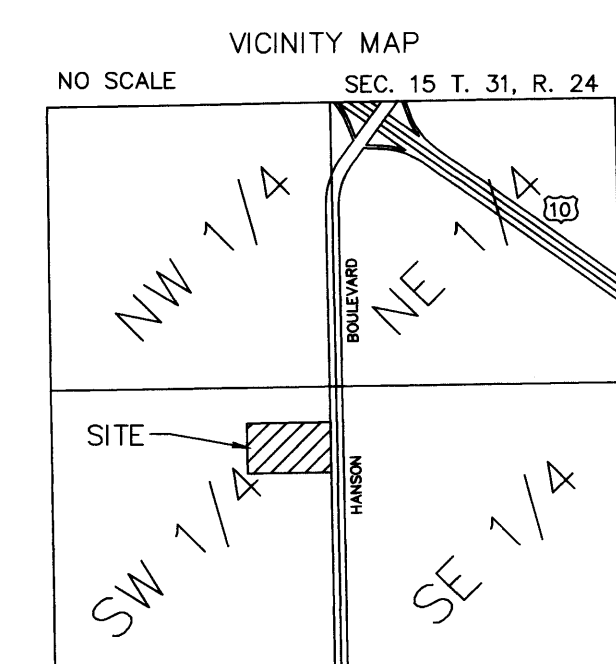 VICINITY MAP
NO SCALE
SEC. 15 T. 31, R. 24
NW 1/4
NE 1/4
10
BOULEVARD
SITE
HANSON
SW 1/4
SE 1/4